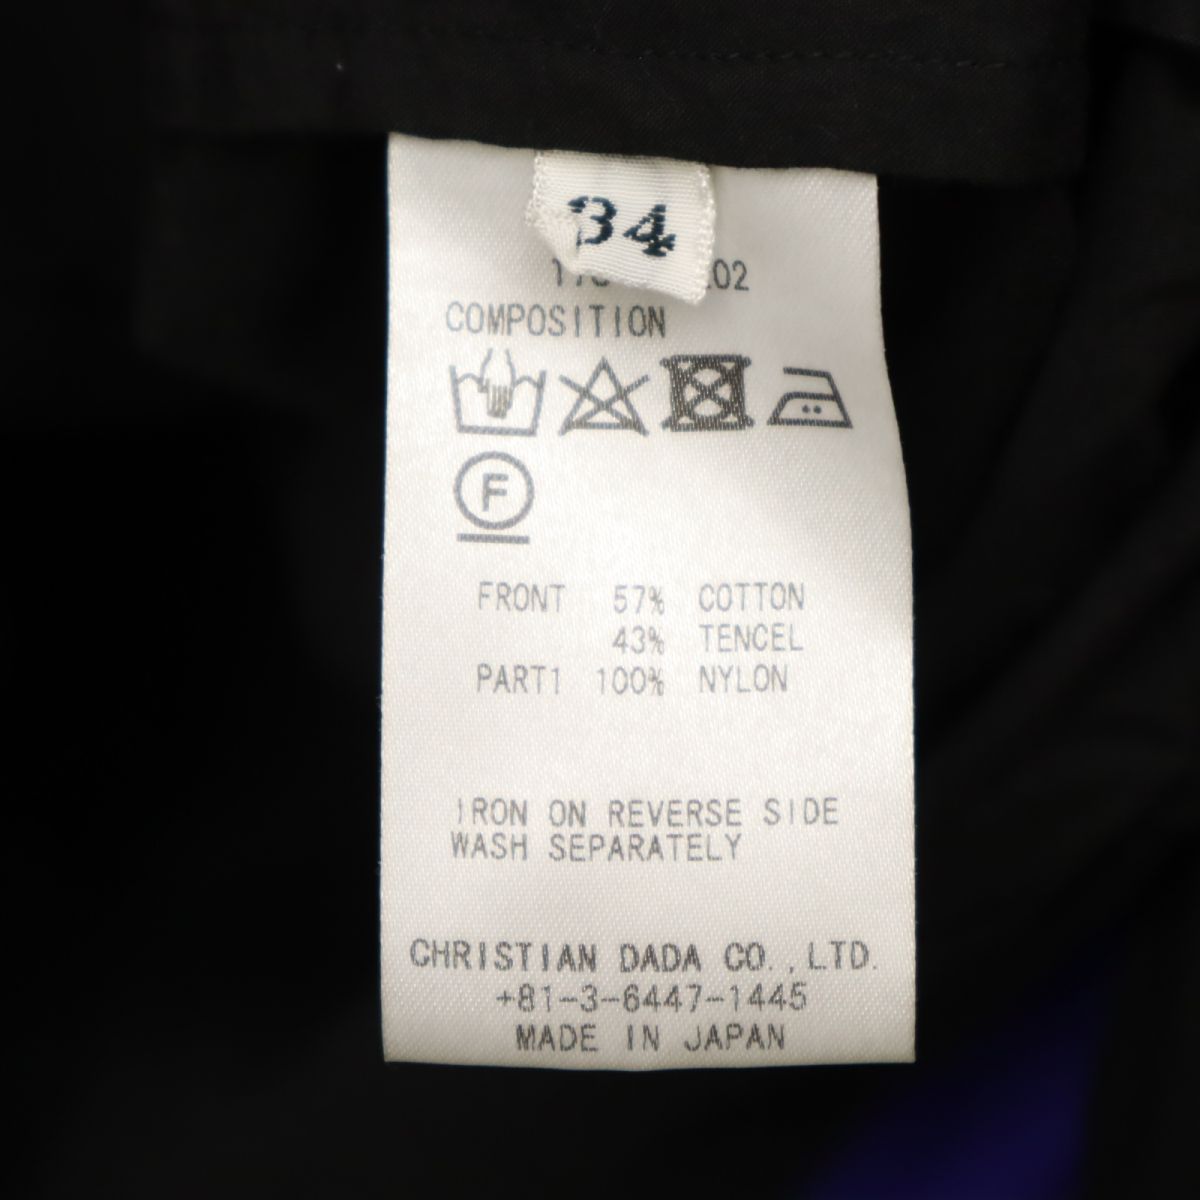 34
COMPOSITION
F
FRONT 57% COTTON
43% TENCEL
PART1 100% NYLON
IRON ON REVERSE SIDE
WASH SEPARATELY
CHRISTIAN DADA CO.,LTD.
+81-3-6447-1445
MADE IN JAPAN